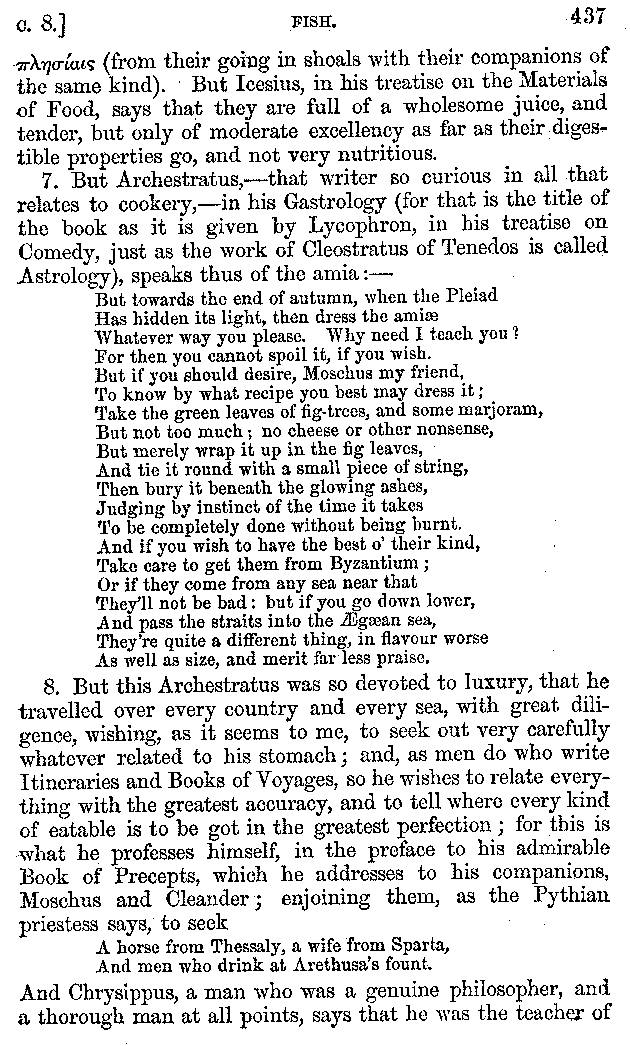 c. 8.] FISH. 437
πλησίαις (from their going in shoals with their companions of
the same kind). But Icesius, in his treatise on the Materials
of Food, says that they are full of a wholesome juice, and
tender, but only of moderate excellency as far as their diges-
tible properties go, and not very nutritious.
7. But Archestratus,—that writer so curious in all that
relates to cookery,—in his Gastrology (for that is the title of
the book as it is given by Lycophron, in his treatise on
Comedy, just as the work of Cleostratus of Tenedos is called
Astrology), speaks thus of the amia:—
But towards the end of autumn, when the Pleiad
Has hidden its light, then dress the amiæ
Whatever way you please. Why need I teach you?
For then you cannot spoil it, if you wish.
But if you should desire, Moschus my friend,
To know by what recipe you best may dress it;
Take the green leaves of fig-trees, and some marjoram,
But not too much; no cheese or other nonsense,
But merely wrap it up in the fig leaves,
And tie it round with a small piece of string,
Then bury it beneath the glowing ashes,
Judging by instinct of the time it takes
To be completely done without being burnt.
And if you wish to have the best o' their kind,
Take care to get them from Byzantium;
Or if they come from any sea near that
They'll not be bad: but if you go down lower,
And pass the straits into the Ægæan sea,
They're quite a different thing, in flavour worse
As well as size, and merit far less praise.
8. But this Archestratus was so devoted to luxury, that he
travelled over every country and every sea, with great dili-
gence, wishing, as it seems to me, to seek out very carefully
whatever related to his stomach; and, as men do who write
Itineraries and Books of Voyages, so he wishes to relate every-
thing with the greatest accuracy, and to tell where every kind
of eatable is to be got in the greatest perfection; for this is
what he professes himself, in the preface to his admirable
Book of Precepts, which he addresses to his companions,
Moschus and Cleander; enjoining them, as the Pythian
priestess says, to seek
A horse from Thessaly, a wife from Sparta,
And men who drink at Arethusa's fount.
And Chrysippus, a man who was a genuine philosopher, and
a thorough man at all points, says that he was the teacher of